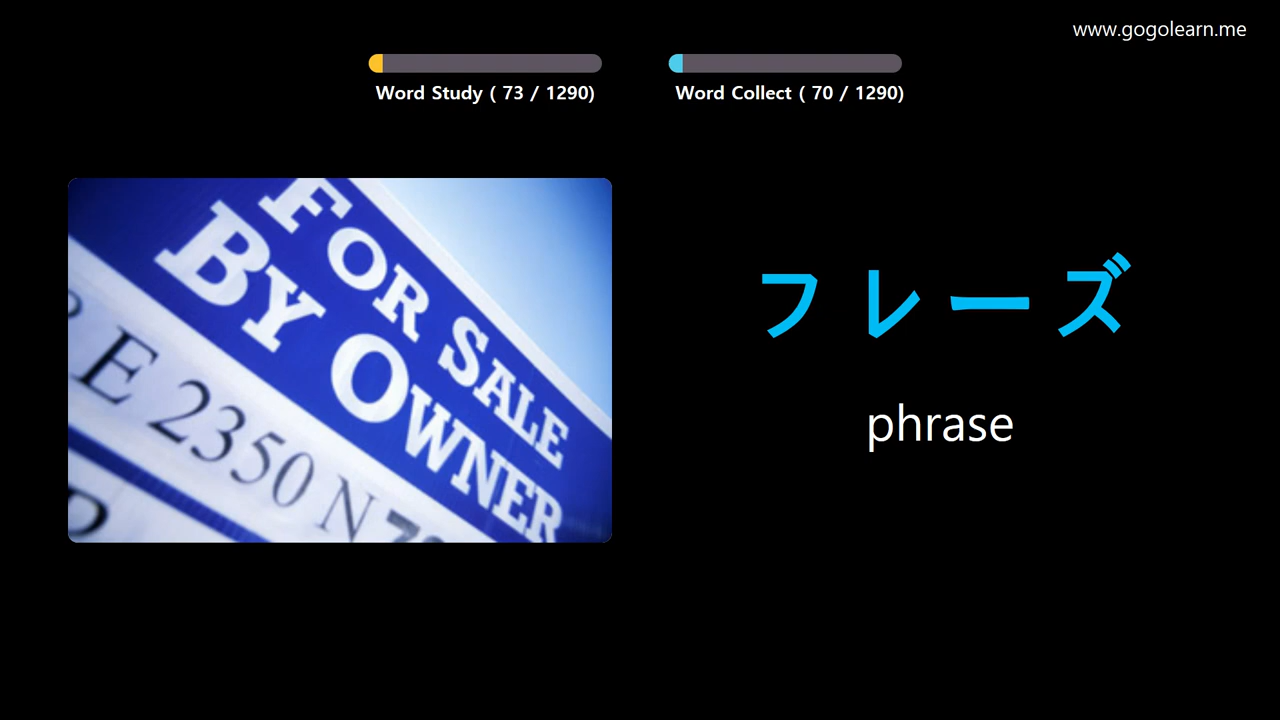 www.gogolearn.me
Word Study ( 73 / 1290)
Word Collect ( 70 / 1290)
FOR SALE
BY OWNER
E 2350 N
フレーズ
phrase